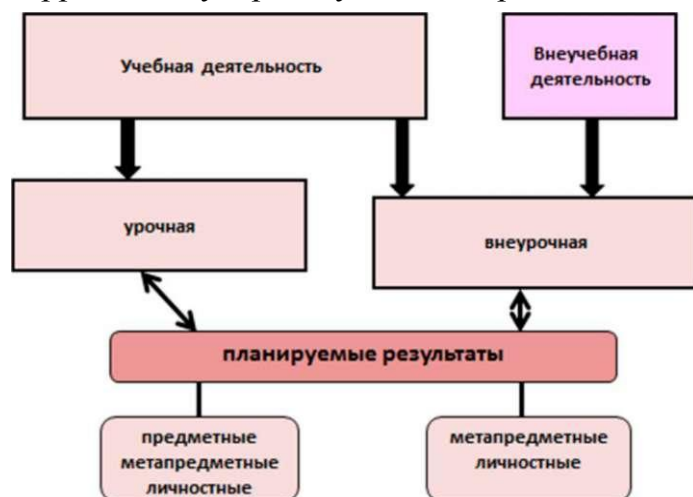 Учебная деятельность
Внеучебная
деятельность
урочная
внеурочная
планируемые результаты
предметные
метапредметные
личностные
метапредметные
личностные